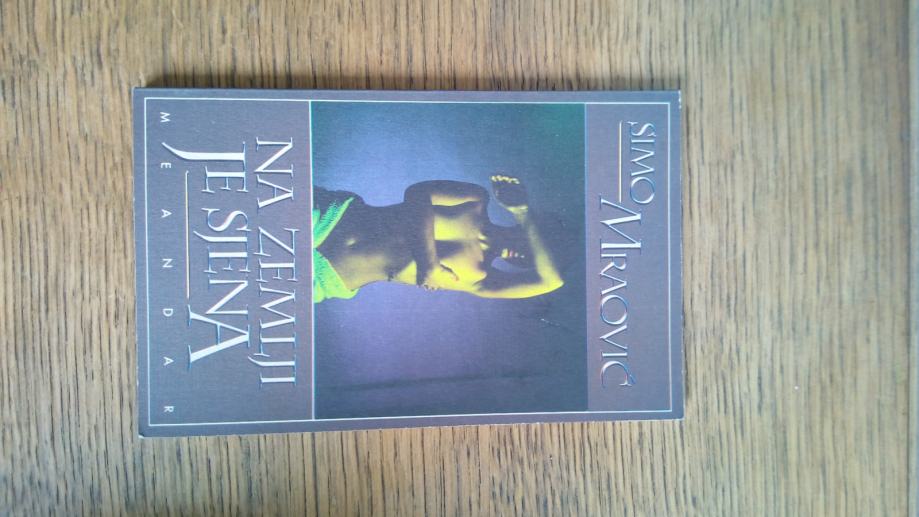 ŠIMO MRAOVIĆ
NA ZEMLJI
JE SJENA
MEANDAR